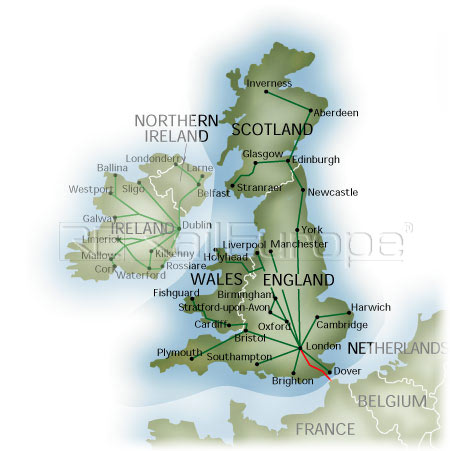 Inverness
Aberdeen
NORTHERN
IRELAND
SCOTLAND
Londonderry
Glasgow
Edinburgh
Ballina
Larne
Westport
Sligo
Belfast
Stranraer
Newcastle
Galway
IRELAND
Dublin
York
Limerick
Liverpool
Manchester
Mallow
Kilkenny
Holyhead
Cork
Waterford
Rosslare
WALES
ENGLAND
Fishguard
Birmingham
Stratford-upon-Avon
Harwich
Cardiff
Oxford
Cambridge
Bristol
London
NETHERLANDS
Plymouth
Southampton
Brighton
Dover
BELGIUM
FRANCE